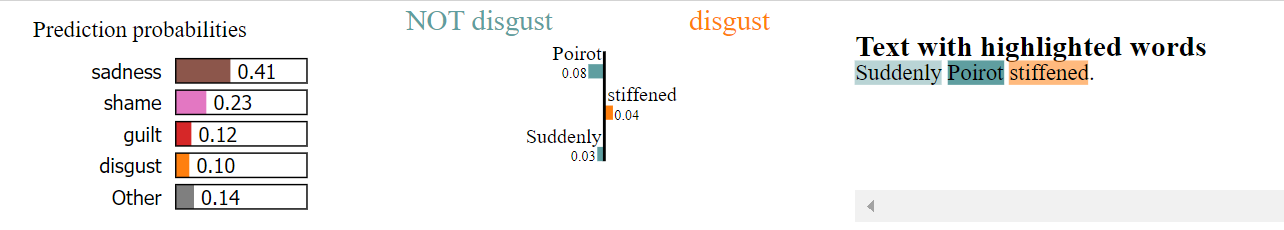 Prediction probabilities
sadness 0.41
shame 0.23
guilt 0.12
disgust 0.10
Other 0.14
NOT disgust disgust
Poirot
0.08
stiffened
0.04
Suddenly
0.03
Text with highlighted words
Suddenly Poirot stiffened.